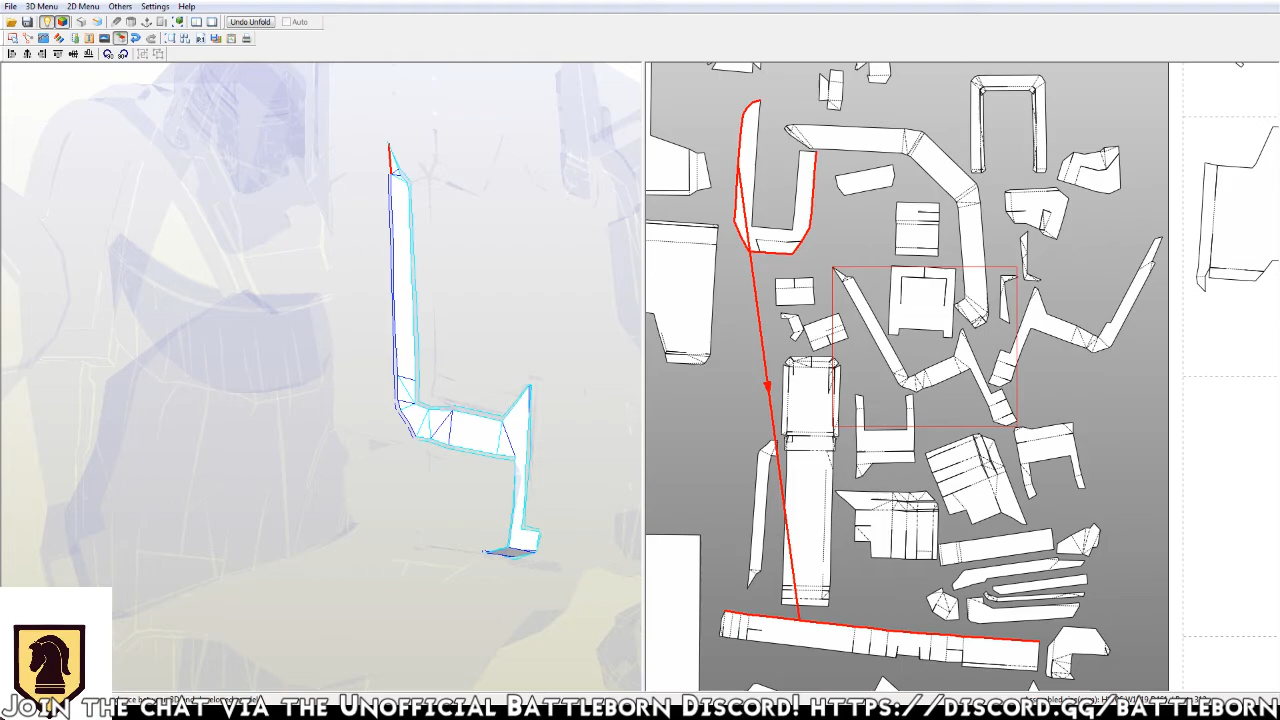 File 3D Menu 2D Menu Others Settings Help
Undo Unfold Auto
Join the chat via the Unofficial Battleborn Discord! https://discord.gg/battleborn